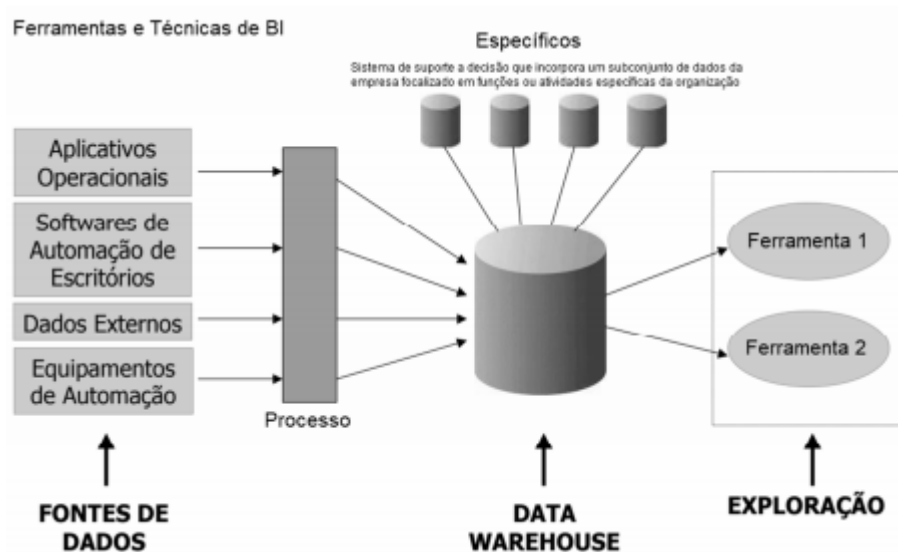 Ferramentas e Técnicas de BI
Específicos
Sistema de suporte a decisão que incorpora um subconjunto de dados da
empresa focalizado em funções ou atividades específicas da organização
Aplicativos
Operacionais
Softwares de
Automação de
Escritórios
Dados Externos
Equipamentos
de Automação
Processo
Ferramenta 1
Ferramenta 2
FONTES DE
DADOS
DATA
WAREHOUSE
EXPLORAÇÃO